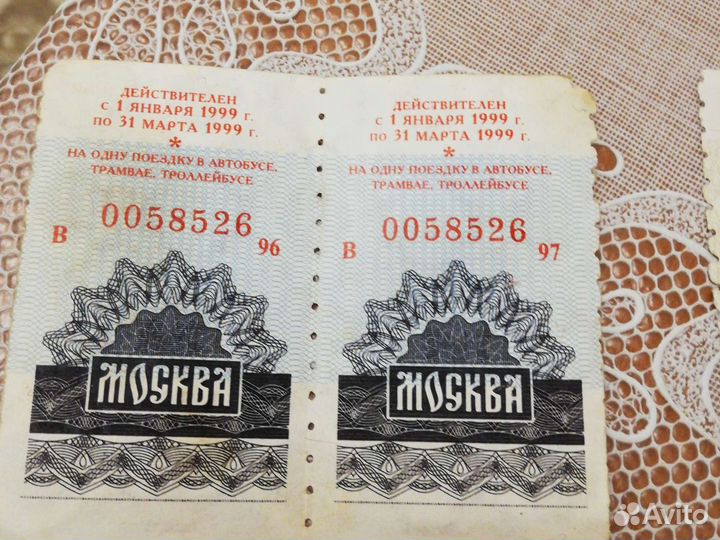 ДЕЙСТВИТЕЛЕН
с 1 ЯНВАРЯ 1999 г.
по 31 МАРТА 1999 г.
*
НА ОДНУ ПОЕЗДКУ В АВТОБУСЕ,
ТРАМВАЕ, ТРОЛЛЕЙБУСЕ
В 0058526 96
МОСКВА
ДЕЙСТВИТЕЛЕН
с 1 ЯНВАРЯ 1999 г.
по 31 МАРТА 1999 г.
*
НА ОДНУ ПОЕЗДКУ В АВТОБУСЕ,
ТРАМВАЕ, ТРОЛЛЕЙБУСЕ
В 0058526 97
МОСКВА
Avito